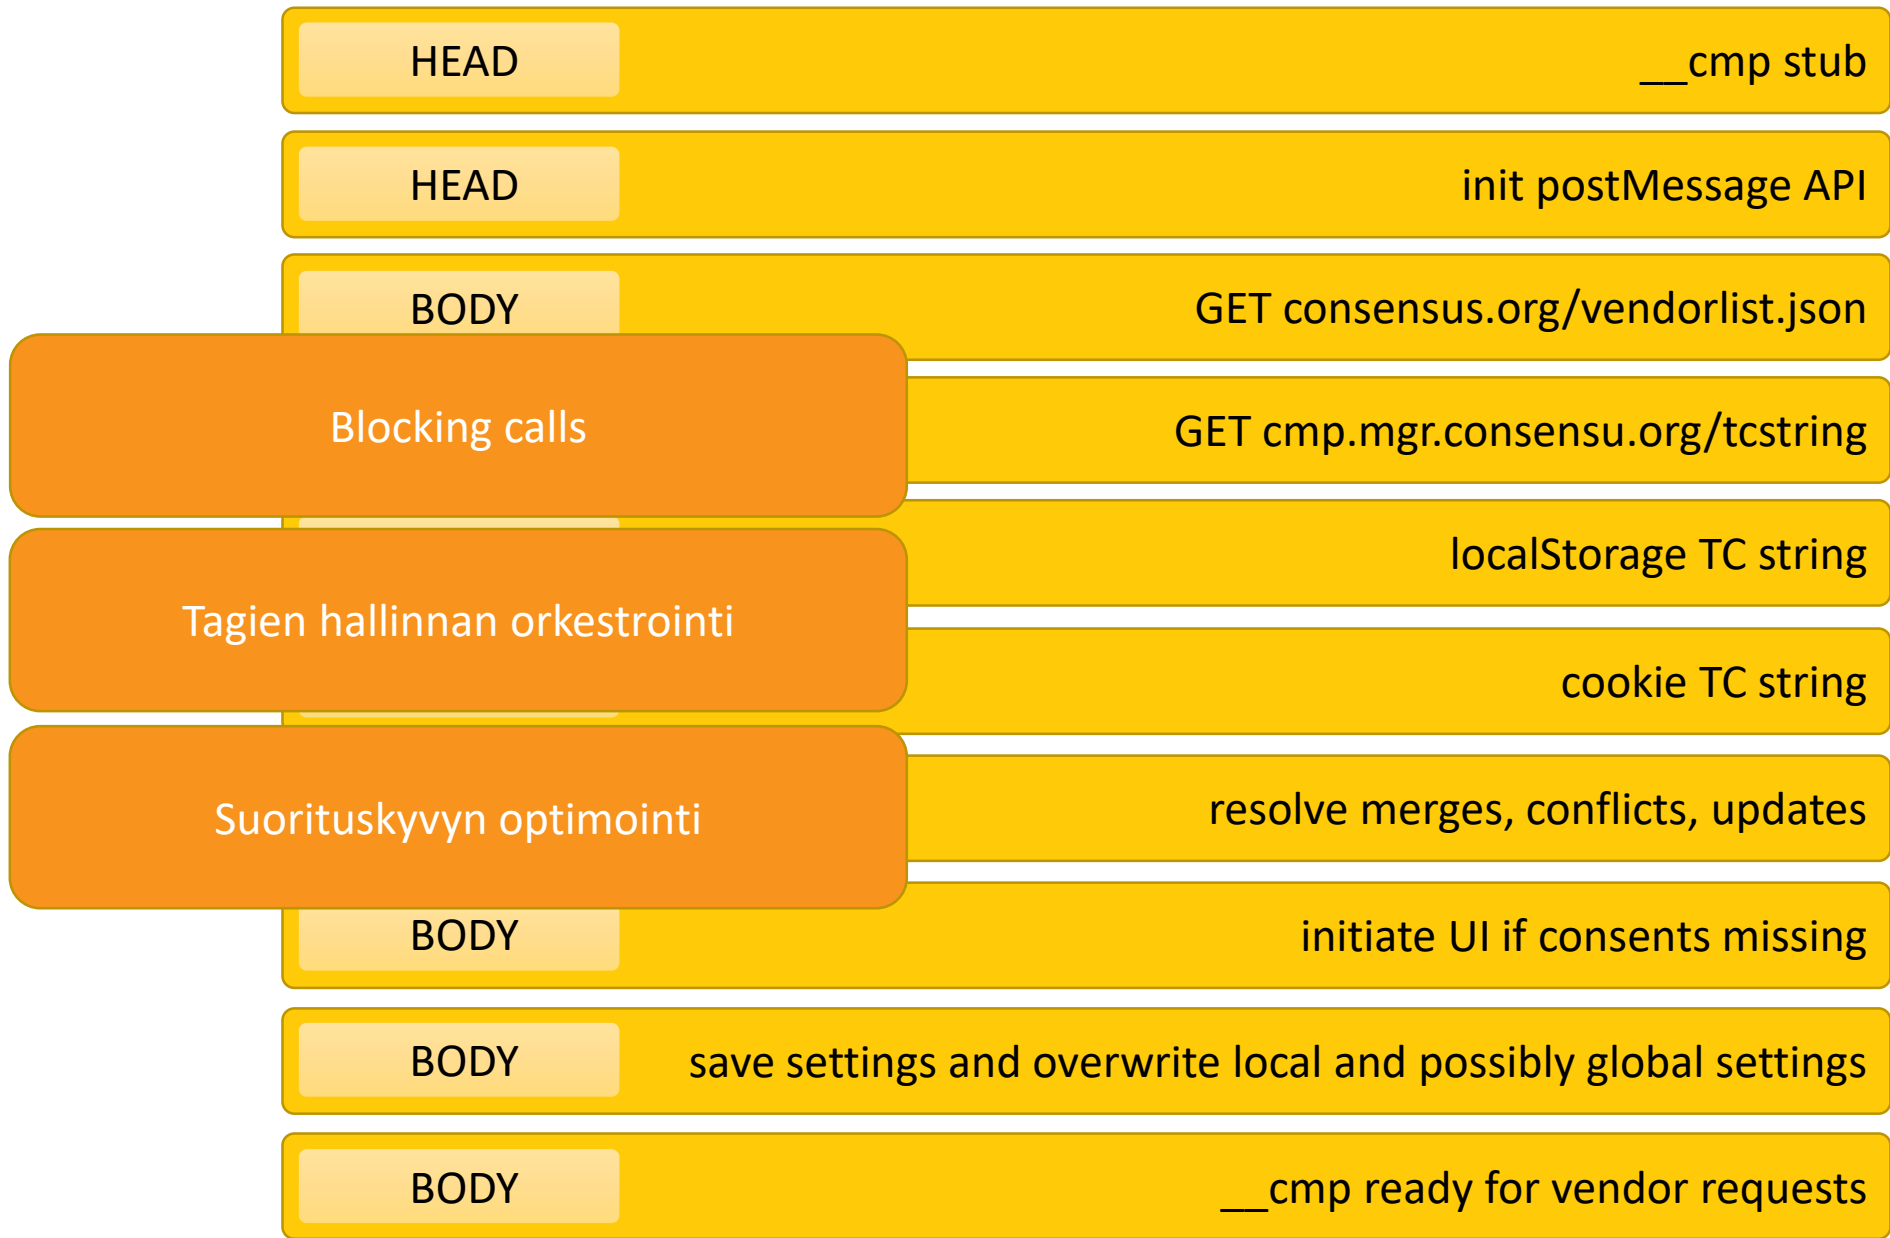 HEAD
__cmp stub
HEAD
init postMessage API
BODY
GET consensus.org/vendorlist.json
Blocking calls
GET cmp.mgr.consensu.org/tcstring
localStorage TC string
Tagien hallinnan orkestrointi
cookie TC string
Suorituskyvyn optimointi
resolve merges, conflicts, updates
BODY
initiate UI if consents missing
BODY
save settings and overwrite local and possibly global settings
BODY
__cmp ready for vendor requests